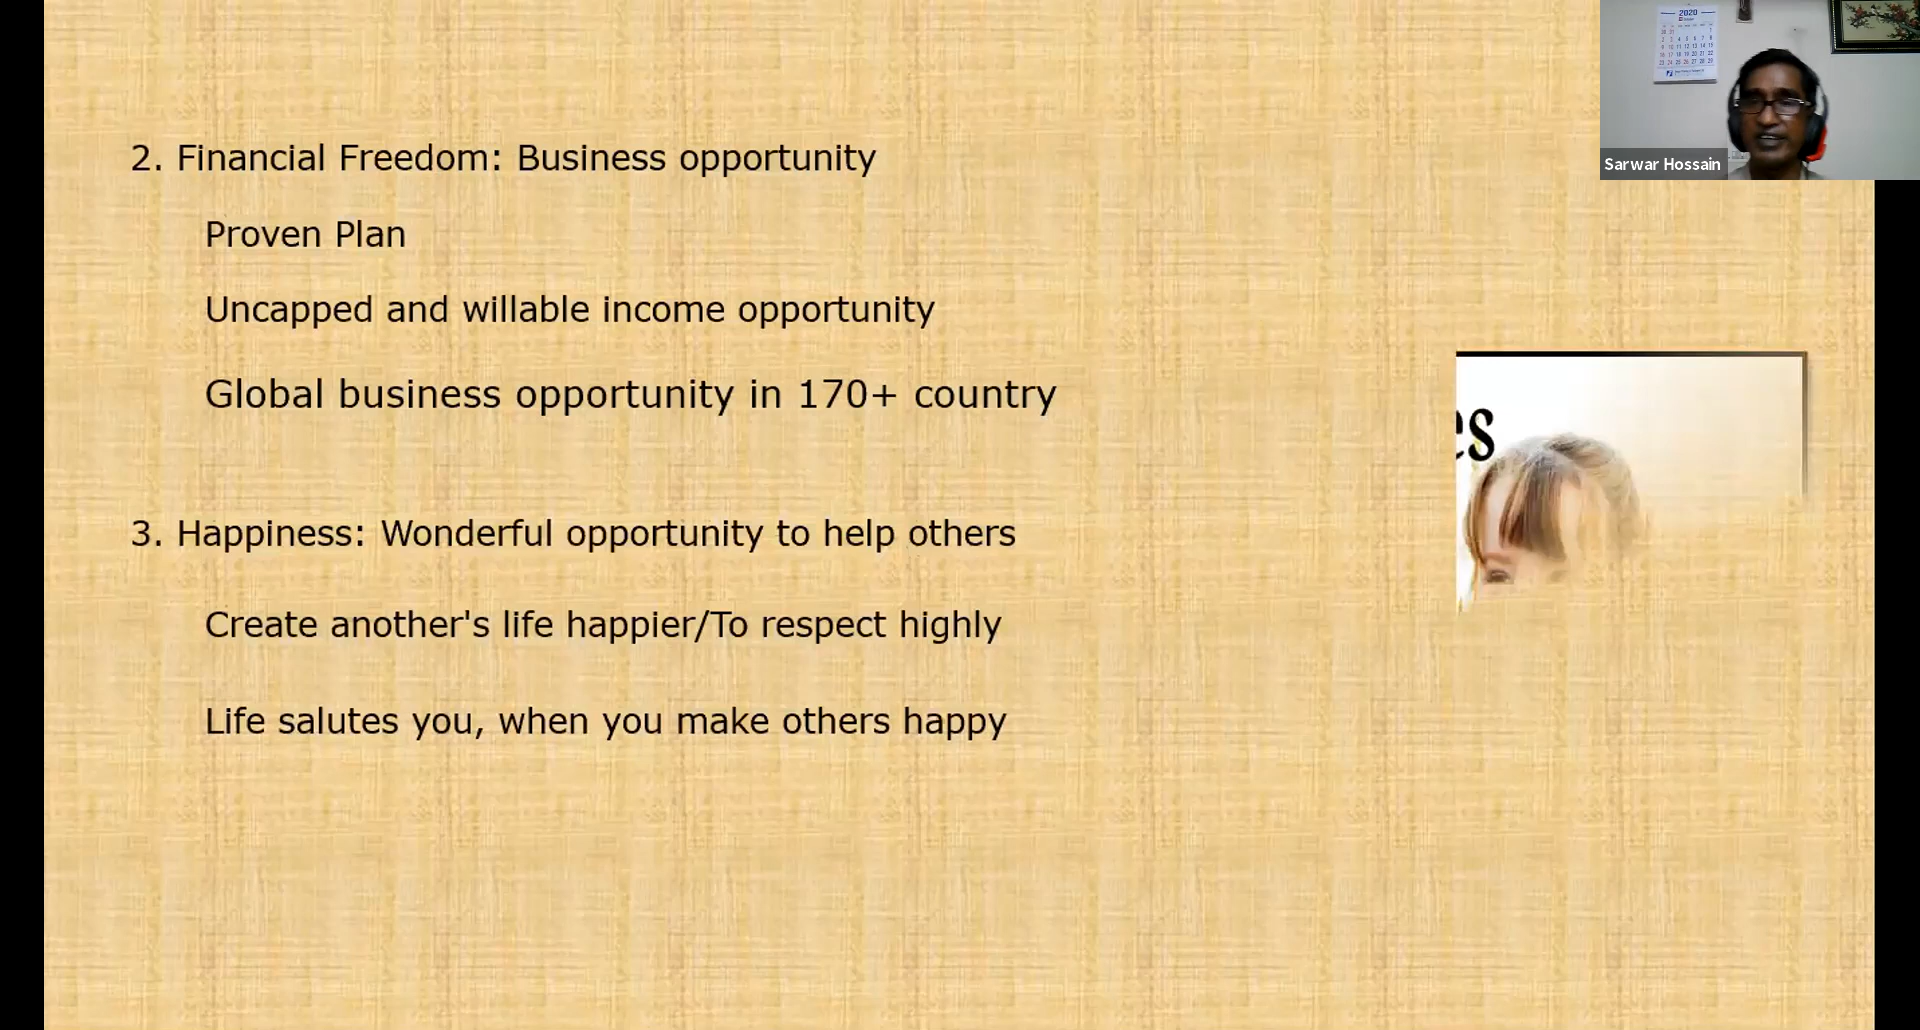 2. Financial Freedom: Business opportunity
Proven Plan
Uncapped and willable income opportunity
Global business opportunity in 170+ country
3. Happiness: Wonderful opportunity to help others
Create another's life happier/To respect highly
Life salutes you, when you make others happy
es
2020
Sarwar Hossain